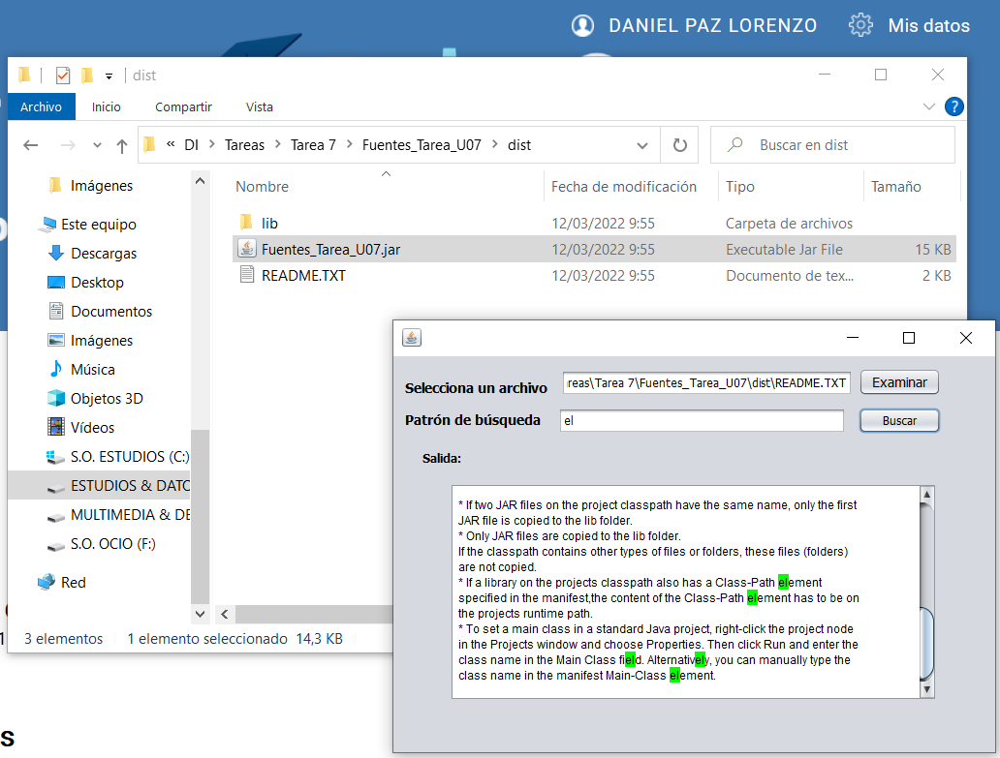 DANIEL PAZ LORENZO Mis datos
dist
Archivo Inicio Compartir Vista
« DI > Tareas > Tarea 7 > Fuentes_Tarea_U07 > dist
Buscar en dist
Imágenes
Este equipo
Descargas
Desktop
Documentos
Imágenes
Música
Objetos 3D
Vídeos
S.O. ESTUDIOS (C:)
ESTUDIOS & DATO
MULTIMEDIA & DE
S.O. OCIO (F:)
Red
Nombre Fecha de modificación Tipo Tamaño
lib 12/03/2022 9:55 Carpeta de archivos
Fuentes_Tarea_U07.jar 12/03/2022 9:55 Executable Jar File 15 KB
README.TXT 12/03/2022 9:55 Documento de tex... 2 KB
3 elementos 1 elemento seleccionado 14,3 KB
Selecciona un archivo reas\Tarea 7\Fuentes_Tarea_U07\dist\README.TXT Examinar
Patrón de búsqueda el Buscar
Salida:
* If two JAR files on the project classpath have the same name, only the first
JAR file is copied to the lib folder.
* Only JAR files are copied to the lib folder.
If the classpath contains other types of files or folders, these files (folders)
are not copied.
* If a library on the projects classpath also has a Class-Path element
specified in the manifest,the content of the Class-Path element has to be on
the projects runtime path.
* To set a main class in a standard Java project, right-click the project node
in the Projects window and choose Properties. Then click Run and enter the
class name in the Main Class field. Alternatively, you can manually type the
class name in the manifest Main-Class element.
s